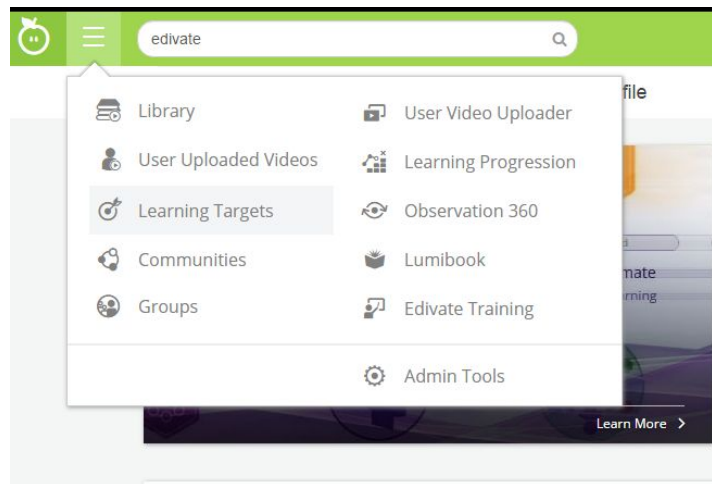 edivate
file
Library
User Video Uploader
User Uploaded Videos
Learning Progression
Learning Targets
Observation 360
Communities
Lumibook
Groups
Edivate Training
Admin Tools
mate
rning
Learn More